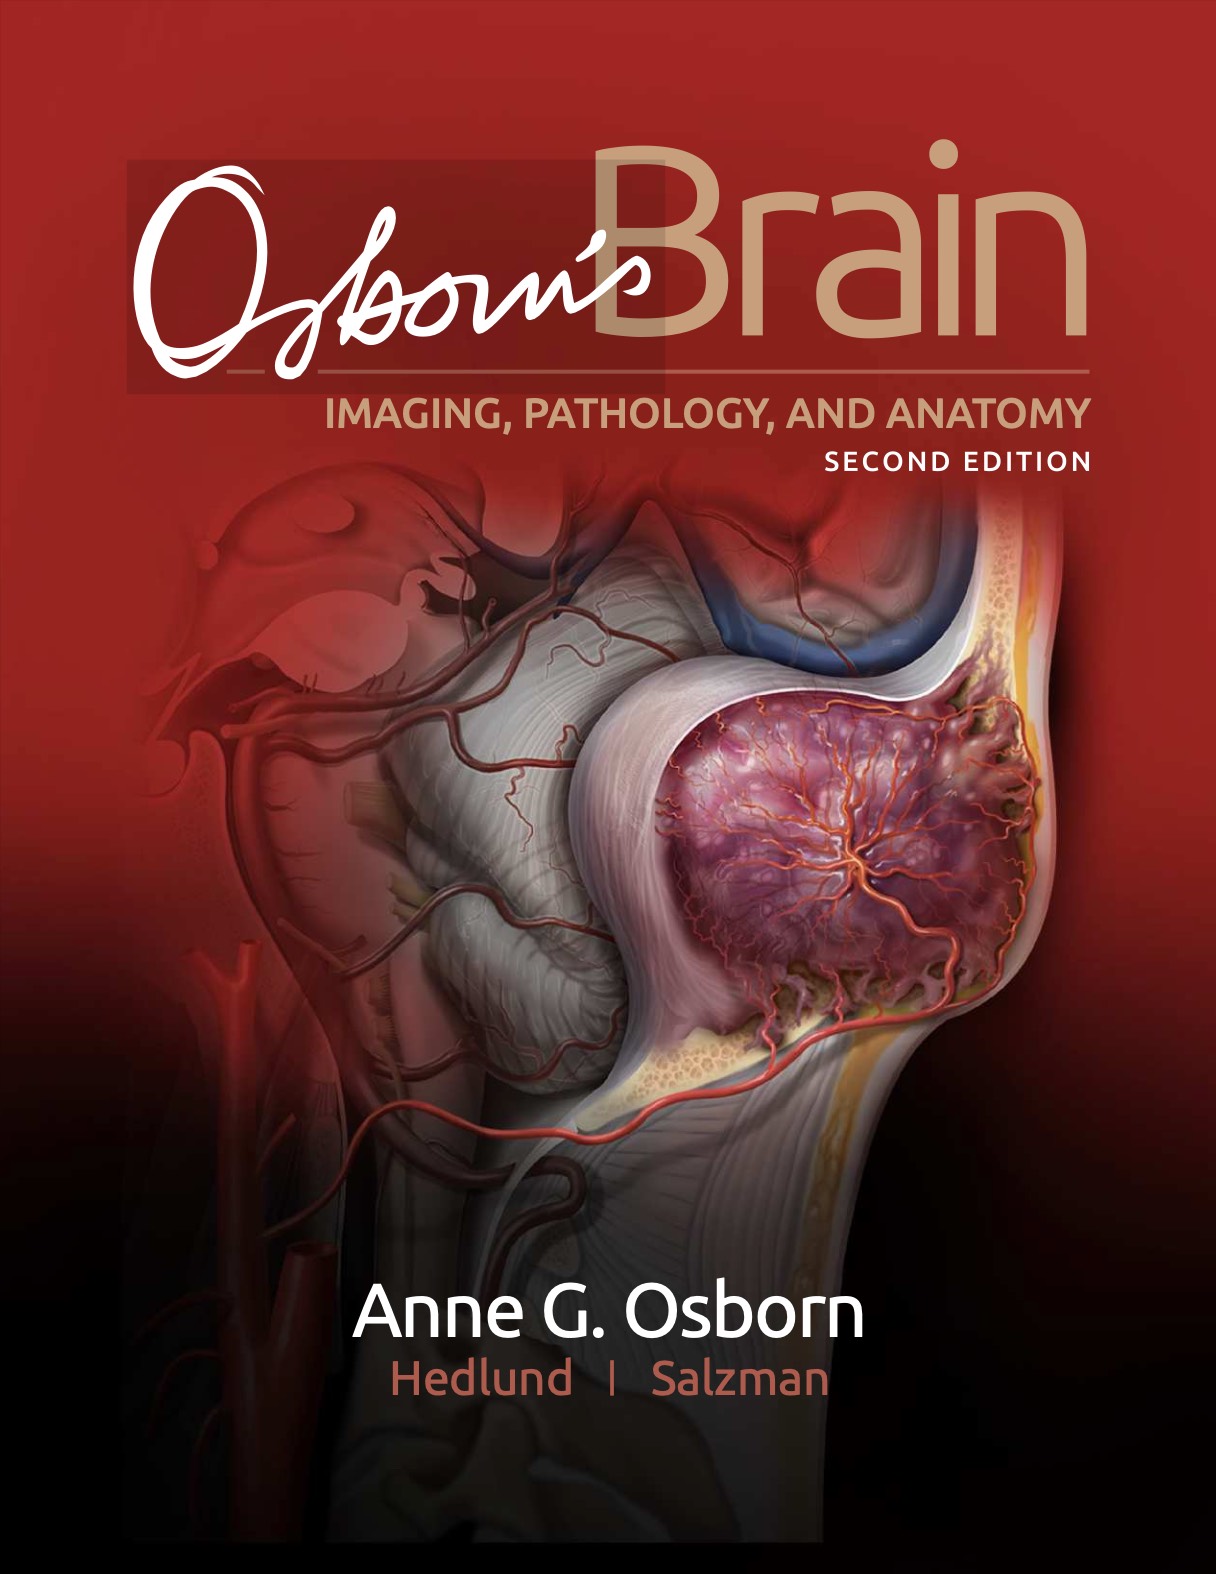 Osborn's Brain
IMAGING, PATHOLOGY, AND ANATOMY
SECOND EDITION
Anne G. Osborn
Hedlund | Salzman